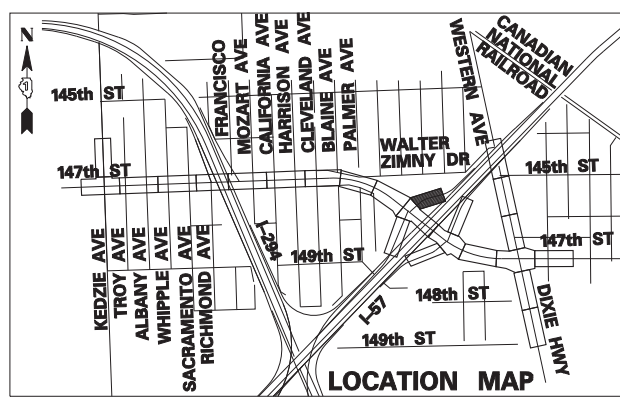 N
CANADIAN
NATIONAL
RAILROAD
WESTERN AVE
FRANCISCO
MOZART AVE
CALIFORNIA AVE
HARRISON AVE
CLEVELAND AVE
BLAINE AVE
PALMER AVE
145th ST
WALTER
ZIMNY DR
147th ST
145th ST
KEDZIE AVE
TROY AVE
ALBANY AVE
WHIPPLE AVE
SACRAMENTO AVE
RICHMOND AVE
I-294
149th ST
147th ST
I-57
148th ST
DIXIE HWY
149th ST
LOCATION MAP